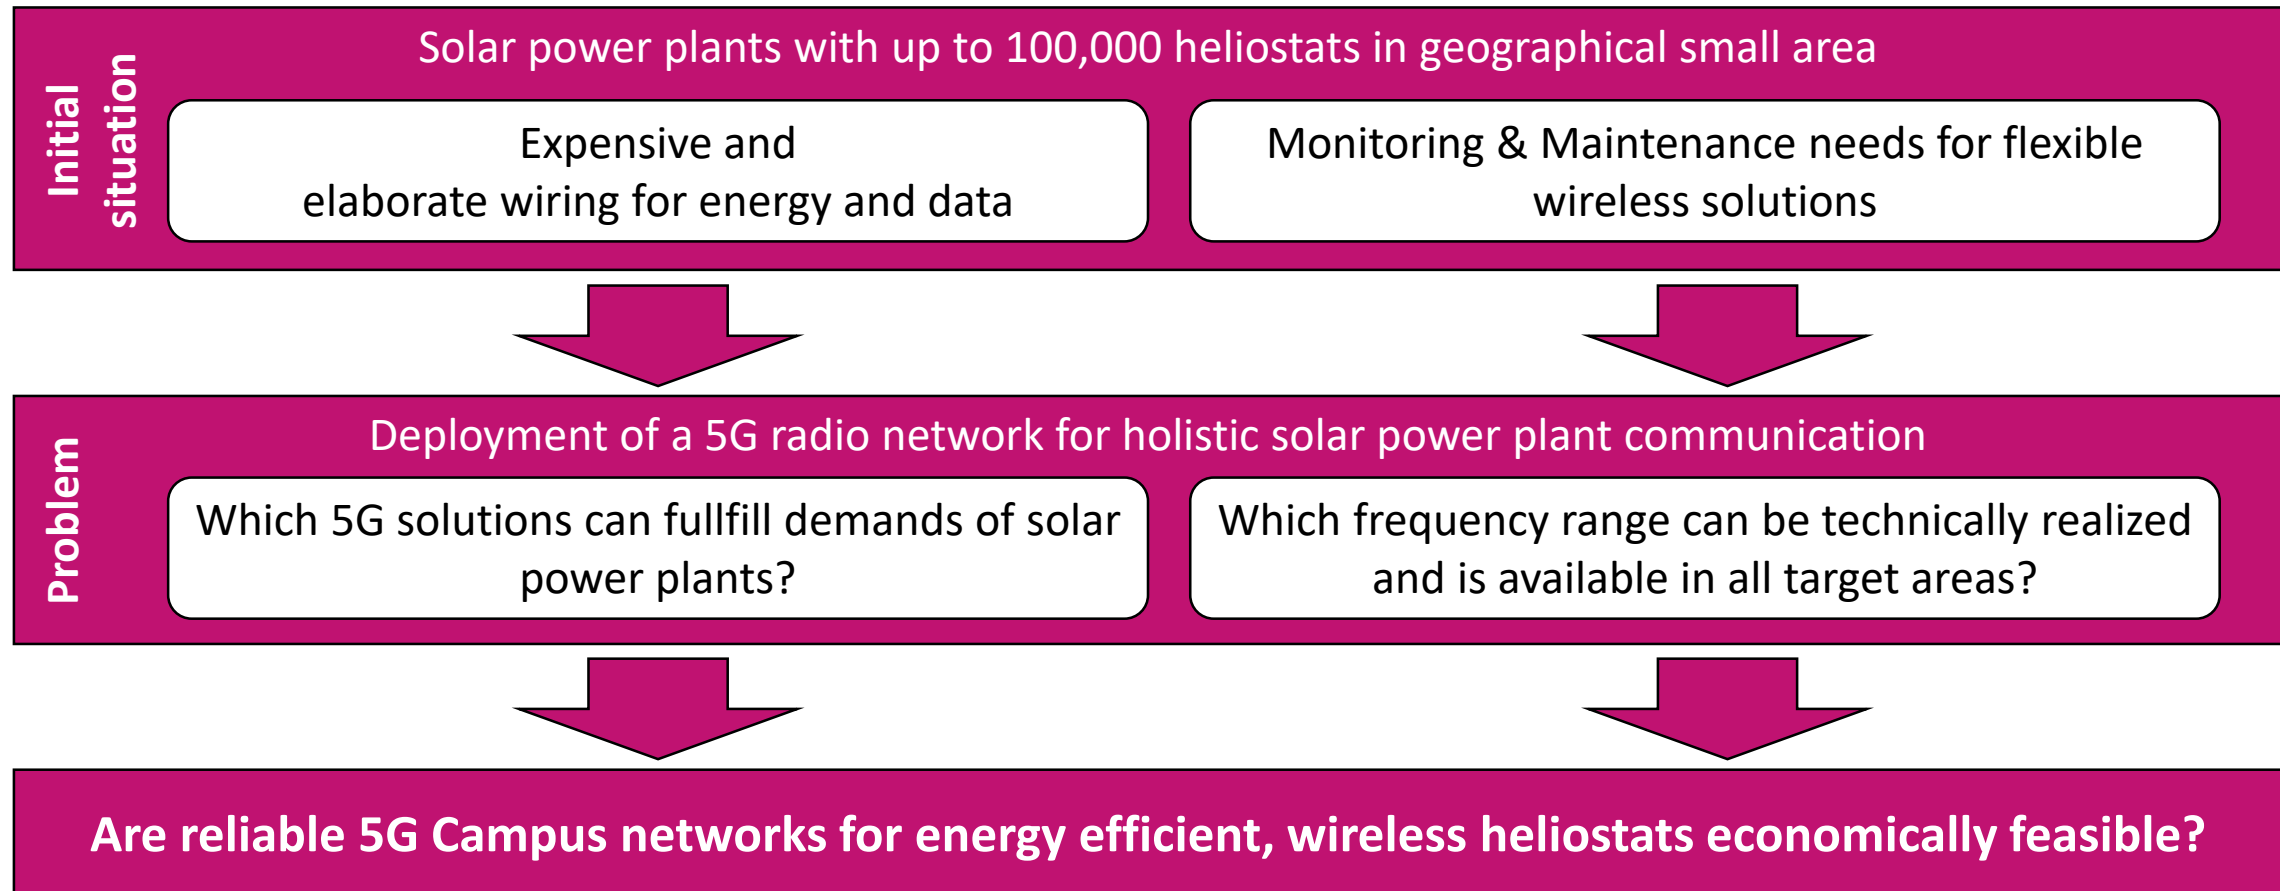 Initial
situation
Solar power plants with up to 100,000 heliostats in geographical small area
Expensive and
elaborate wiring for energy and data
Monitoring & Maintenance needs for flexible
wireless solutions
Problem
Deployment of a 5G radio network for holistic solar power plant communication
Which 5G solutions can fullfill demands of solar
power plants?
Which frequency range can be technically realized
and is available in all target areas?
Are reliable 5G Campus networks for energy efficient, wireless heliostats economically feasible?